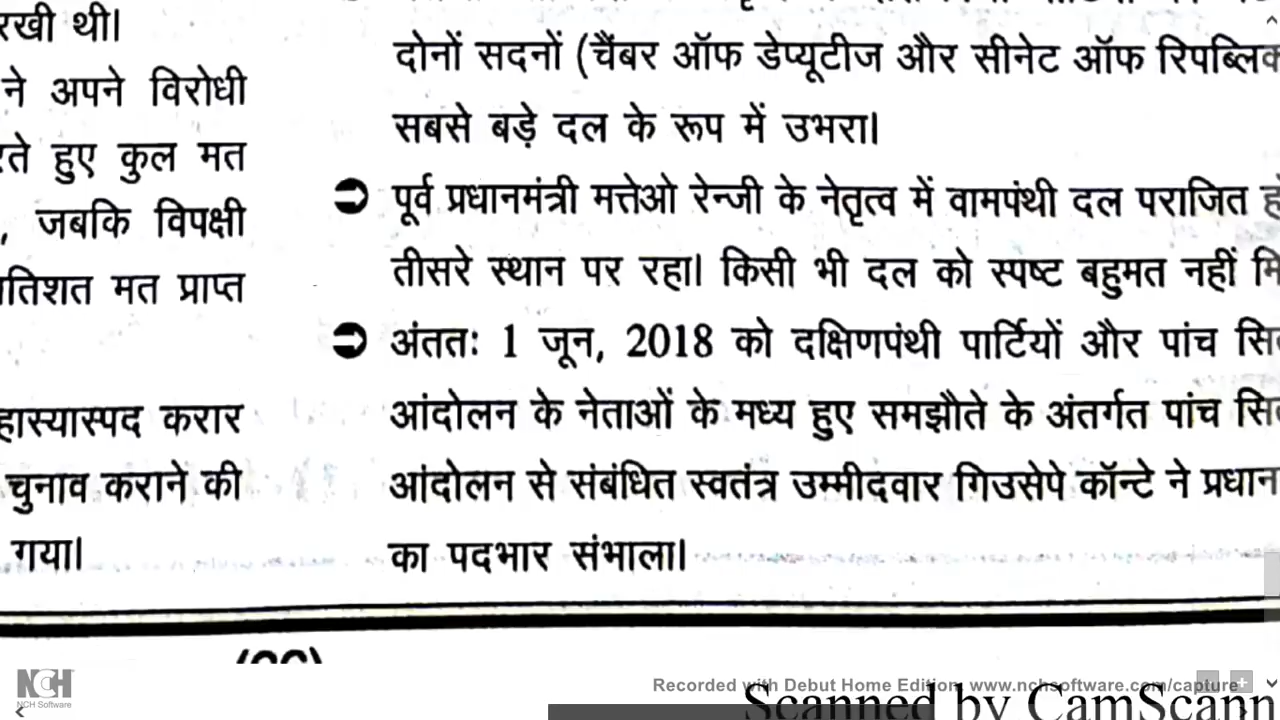 रखी थी।
ने अपने विरोधी
हुए कुल मत
, जबकि विपक्षी
मत प्राप्त
हास्यास्पद करार
चुनाव कराने की
गया।
दोनों सदनों (चैंबर ऑफ डेप्यूटीज और सीनेट ऑफ
सबसे बड़े दल के रूप में उभरा।
पूर्व प्रधानमंत्री मत्तेओ रेन्जी के नेतृत्व में वामपंथी दल पराजित
तीसरे स्थान पर रहा। किसी भी दल को स्पष्ट बहुमत नहीं
अंततः 1 जून, 2018 को दक्षिणपंथी पार्टियों और पांच
आंदोलन के नेताओं के मध्य हुए समझौते के अंतर्गत पांच
आंदोलन से संबंधित स्वतंत्र उम्मीदवार गिउसेपे कॉन्टे ने प्रधान
का पदभार संभाला।
NCH
NCH Software
Recorded with Debut Home Edition, www.nchsoftware.com/capture
Scanned by CamScann